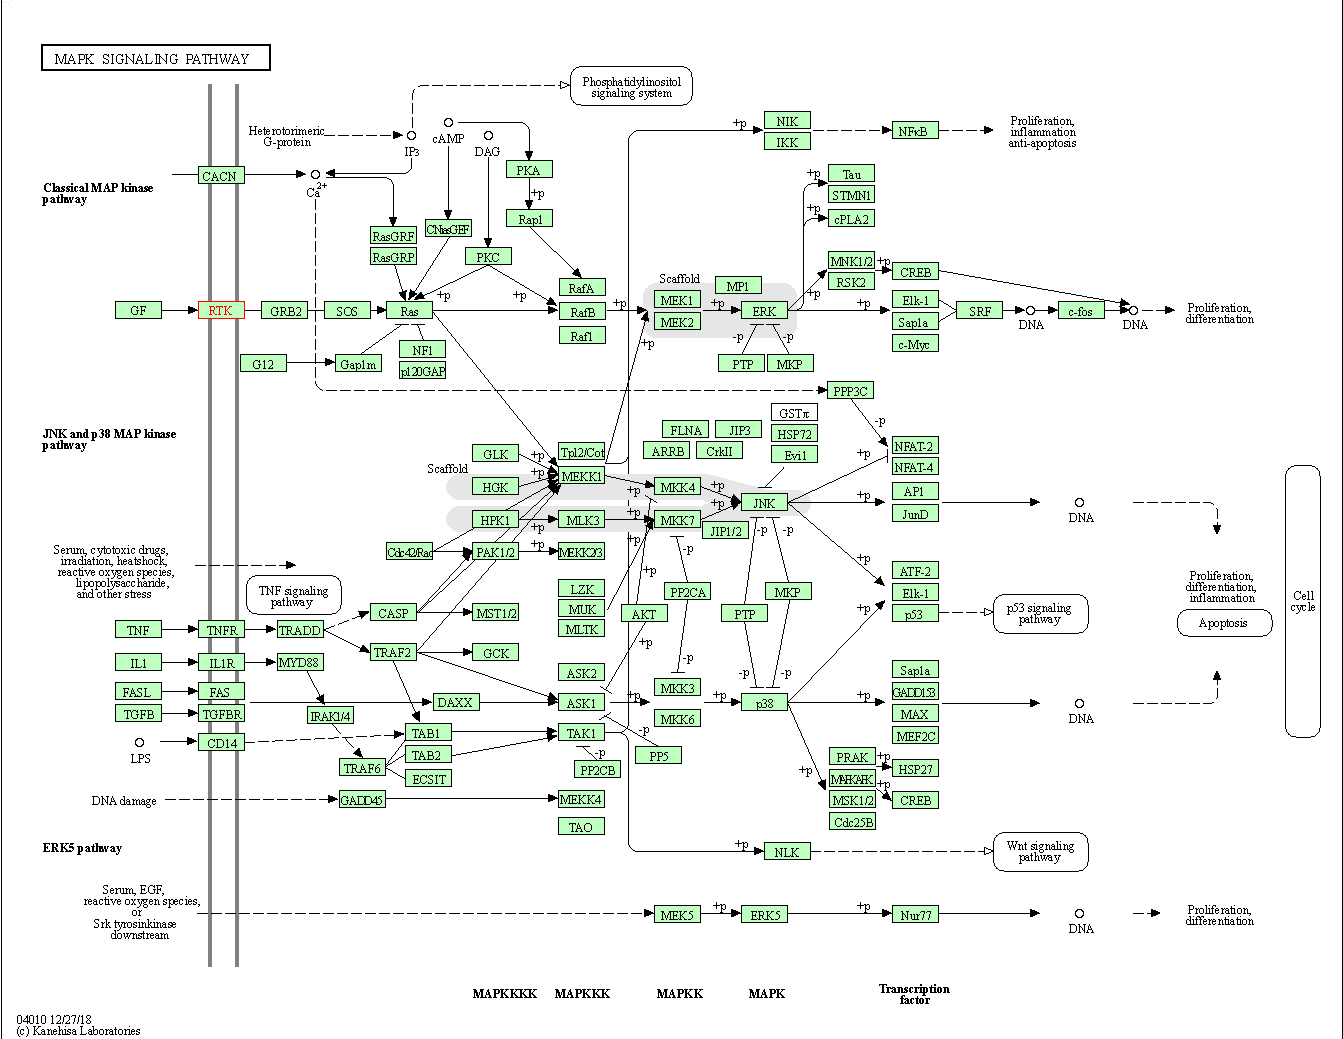 MAPK SIGNALING PATHWAY
Phosphatidylinositol
signaling system
Heterotorimeric
G-protein
IP3
cAMP
DAG
+p
NIK
IKK
NFκB
Proliferation,
inflammation
anti-apoptosis
CACN
Ca2+
PKA
+p
Rap1
Classical MAP kinase
pathway
RasGRF
RasGRP
CNrasGEF
PKC
+p
+p
Tau
STMN1
cPLA2
+p
+p
MNK1/2
RSK2
+p
CREB
Scaffold
MP1
GF
RTK
GRB2
SOS
Ras
RafA
RafB
Raf1
+p
MEK1
MEK2
+p
ERK
+p
+p
Elk-1
Sap1a
c-Myc
SRF
DNA
c-fos
DNA
Proliferation,
differentiation
G12
Gap1m
NF1
p120GAP
+p
-p
-p
PTP
MKP
PPP3C
-p
JNK and p38 MAP kinase
pathway
GSTπ
HSP72
Evi1
FLNA
JIP3
ARRB
CrkII
NFAT-2
NFAT-4
+p
Scaffold
GLK
HGK
HPK1
+p
+p
+p
Tpl2/Cot
MEKK1
MLK3
MKK4
MKK7
+p
+p
+p
+p
JNK
JIP1/2
+p
AP1
JunD
DNA
Cdc42/Rac
PAK1/2
+p
MEKK2/3
+p
-p
-p
-p
Serum, cytotoxic drugs,
irradiation, heatshock,
reactive oxygen species,
lipopolysaccharide,
and other stress
TNF signaling
pathway
LZK
MUK
MLTK
+p
AKT
PP2CA
PTP
MKP
+p
+p
ATF-2
Elk-1
p53
p53 signaling
pathway
Proliferation,
differentiation,
inflammation
Apoptosis
Cell
cycle
CASP
MST1/2
TNF
TNFR
TRADD
TRAF2
GCK
+p
-p
-p
-p
IL1
IL1R
MYD88
ASK2
Sap1a
GADD153
MAX
MEF2C
FASL
FAS
DAXX
ASK1
+p
MKK3
MKK6
+p
p38
+p
DNA
TGFB
TGFBR
IRAK1/4
LPS
CD14
TAB1
TAB2
ECSIT
TRAF6
TAK1
-p
-p
PP2CB
PP5
+p
PRAK
MAPKAPK
MSK1/2
Cdc25B
+p
+p
HSP27
CREB
DNA damage
GADD45
MEKK4
TAO
ERK5 pathway
+p
NLK
Wnt signaling
pathway
Serum, EGF,
reactive oxygen species,
or
Srk tyrosinkinase
downstream
MEK5
+p
ERK5
+p
Nur77
DNA
Proliferation,
differentiation
MAPKKKK
MAPKKK
MAPKK
MAPK
Transcription
factor
04010 12/27/18
(c) Kanehisa Laboratories